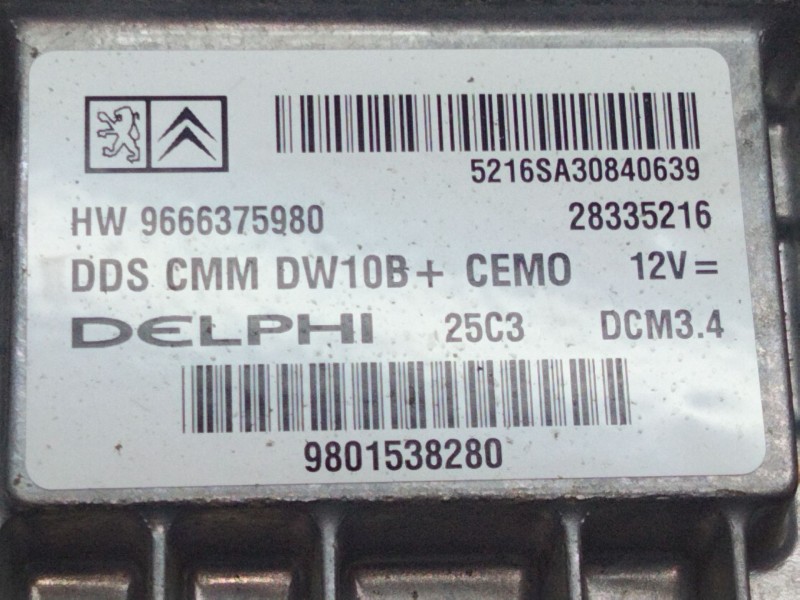 5216SA30840639
HW 9666375980 28335216
DDS CMM DW10B+ CEMO 12V=
DELPHI 25C3 DCM3.4
9801538280